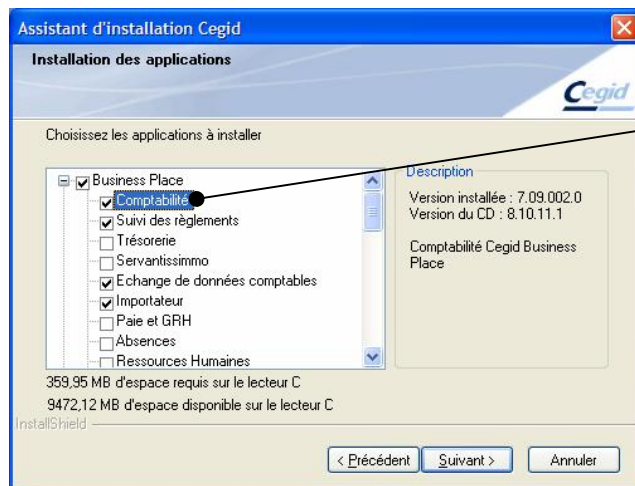 Assistant d'installation Cegid
Installation des applications
Cegid
Choisissez les applications à installer
Business Place
Comptabilité
Suivi des règlements
Trésorerie
Servantissimmo
Echange de données comptables
Importateur
Paie et GRH
Absences
Ressources Humaines
Description
Version installée : 7.09.002.0
Version du CD : 8.10.11.1
Comptabilité Cegid Business
Place
359,95 MB d'espace requis sur le lecteur C
9472,12 MB d'espace disponible sur le lecteur C
InstallShield
< Précédent
Suivant >
Annuler